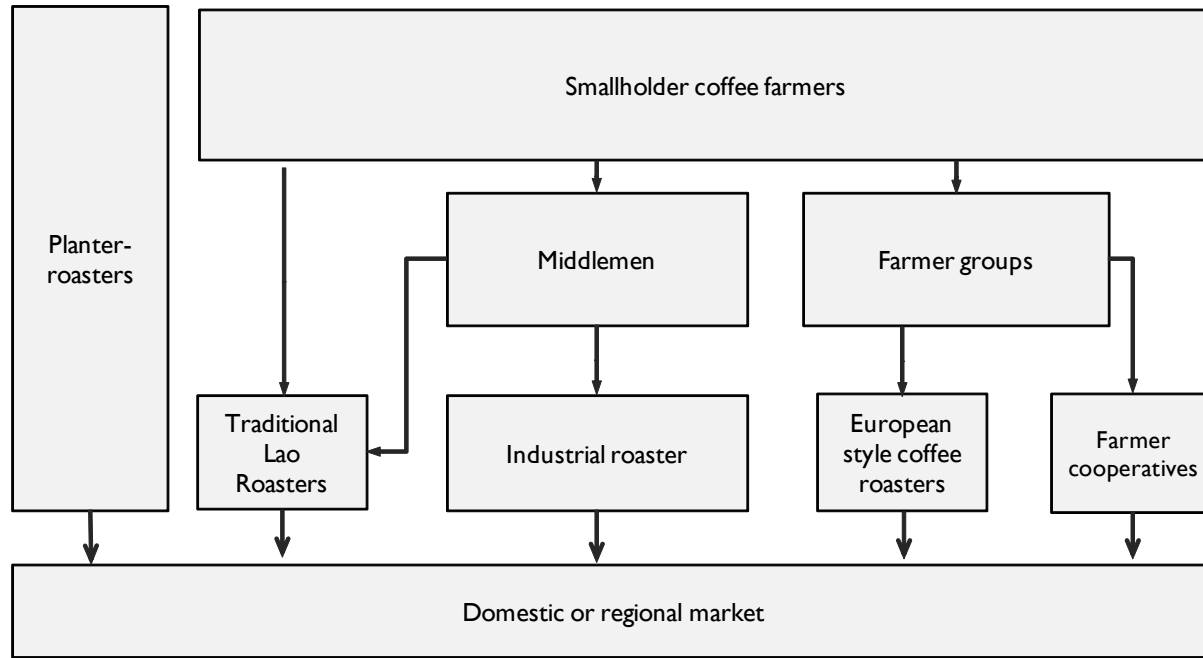 Smallholder coffee farmers
Planter-
roasters
Middlemen
Farmer groups
Traditional
Lao
Roasters
Industrial roaster
European
style coffee
roasters
Farmer
cooperatives
Domestic or regional market